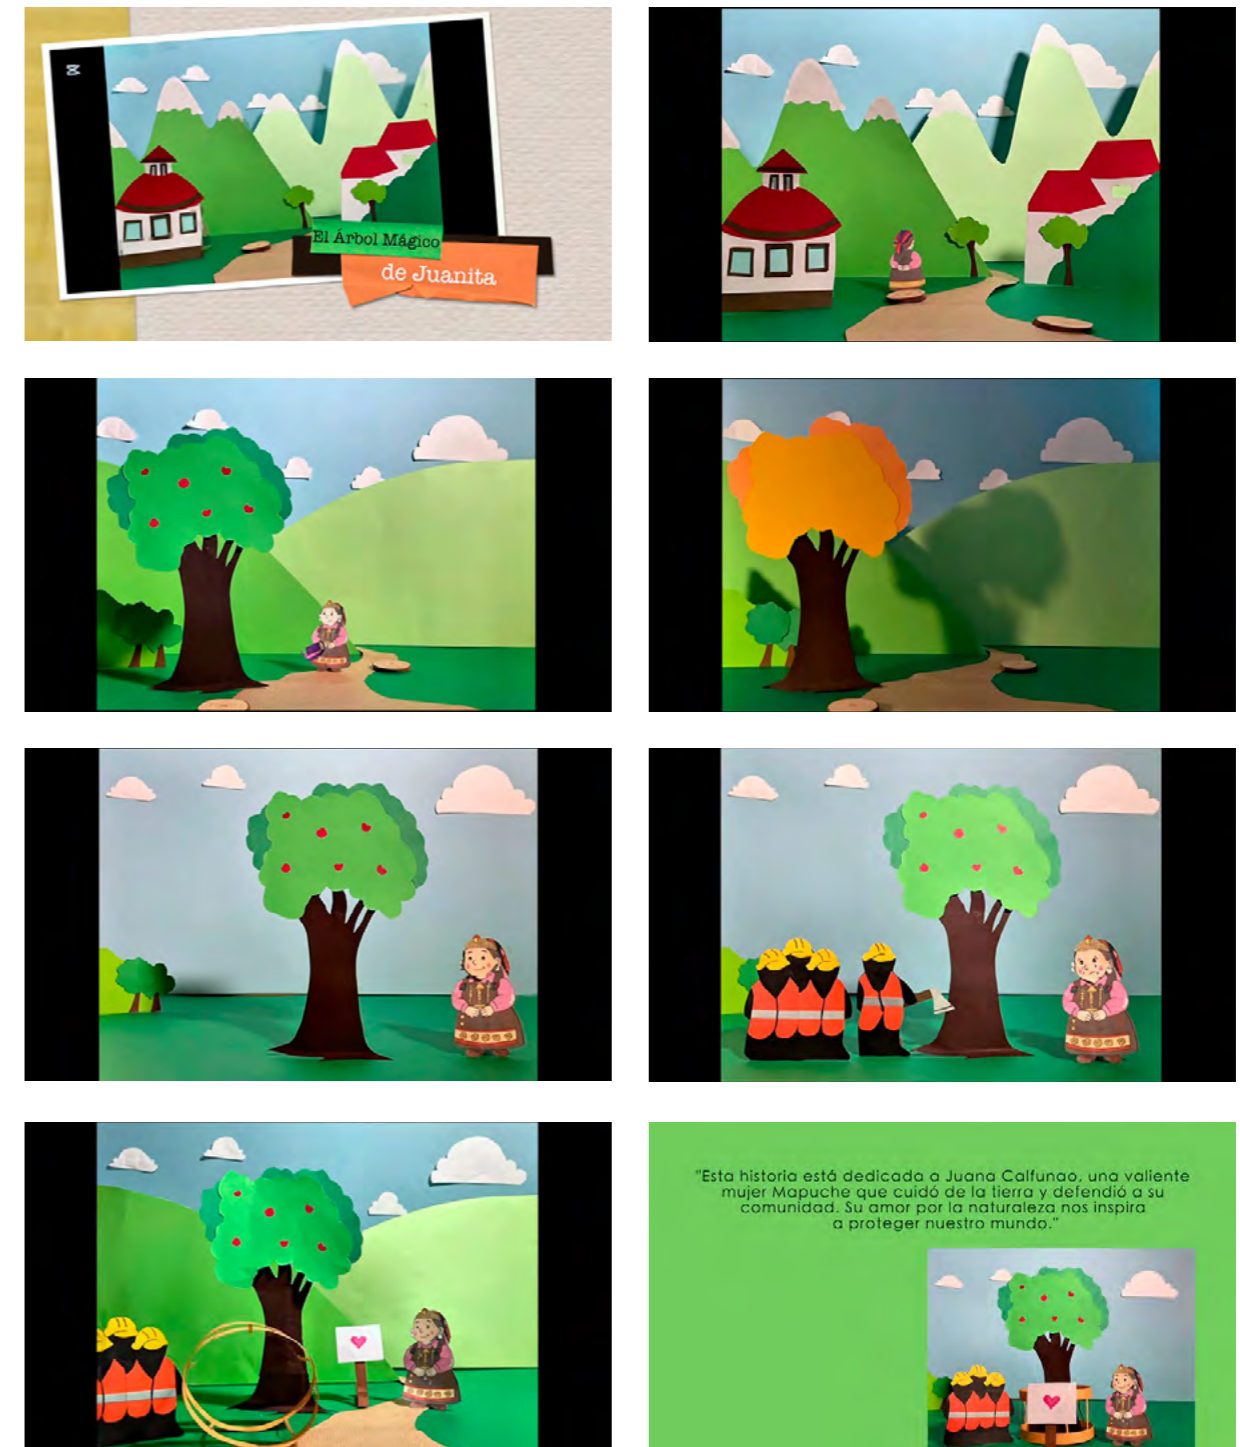 El Árbol Mágico
de Juanita
"Esta historia está dedicada a Juana Calfunao, una valiente
mujer Mapuche que cuidó de la tierra y defendió a su
comunidad. Su amor por la naturaleza nos inspira
a proteger nuestro mundo."